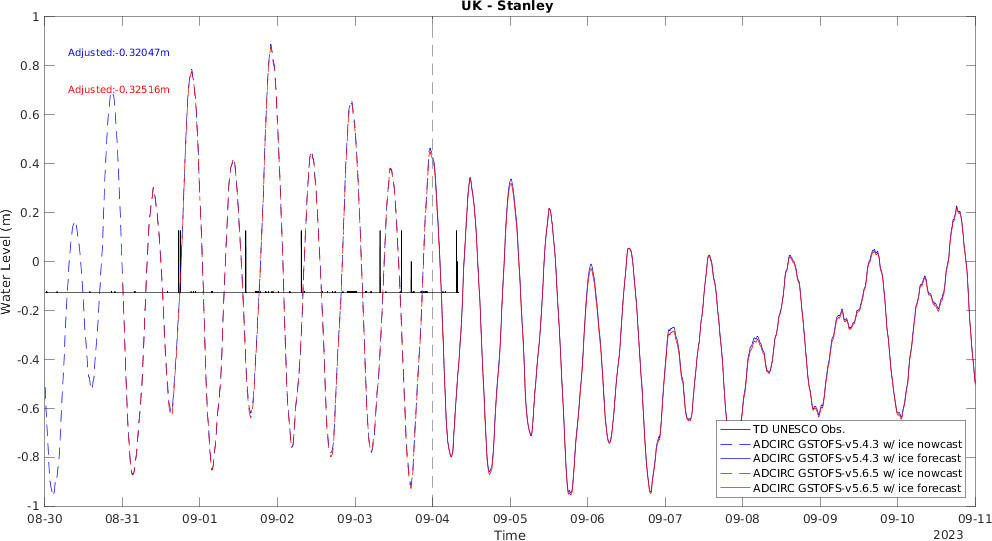 UK - Stanley
Adjusted:-0.32047m
Adjusted:-0.32516m
Water Level (m)
1
0.8
0.6
0.4
0.2
0
-0.2
-0.4
-0.6
-0.8
-1
TD UNESCO Obs.
ADCIRC GSTOFS-v5.4.3 w/ ice nowcast
ADCIRC GSTOFS-v5.4.3 w/ ice forecast
ADCIRC GSTOFS-v5.6.5 w/ ice nowcast
ADCIRC GSTOFS-v5.6.5 w/ ice forecast
08-30 08-31 09-01 09-02 09-03 09-04 09-05 09-06 09-07 09-08 09-09 09-10 09-11
Time
2023